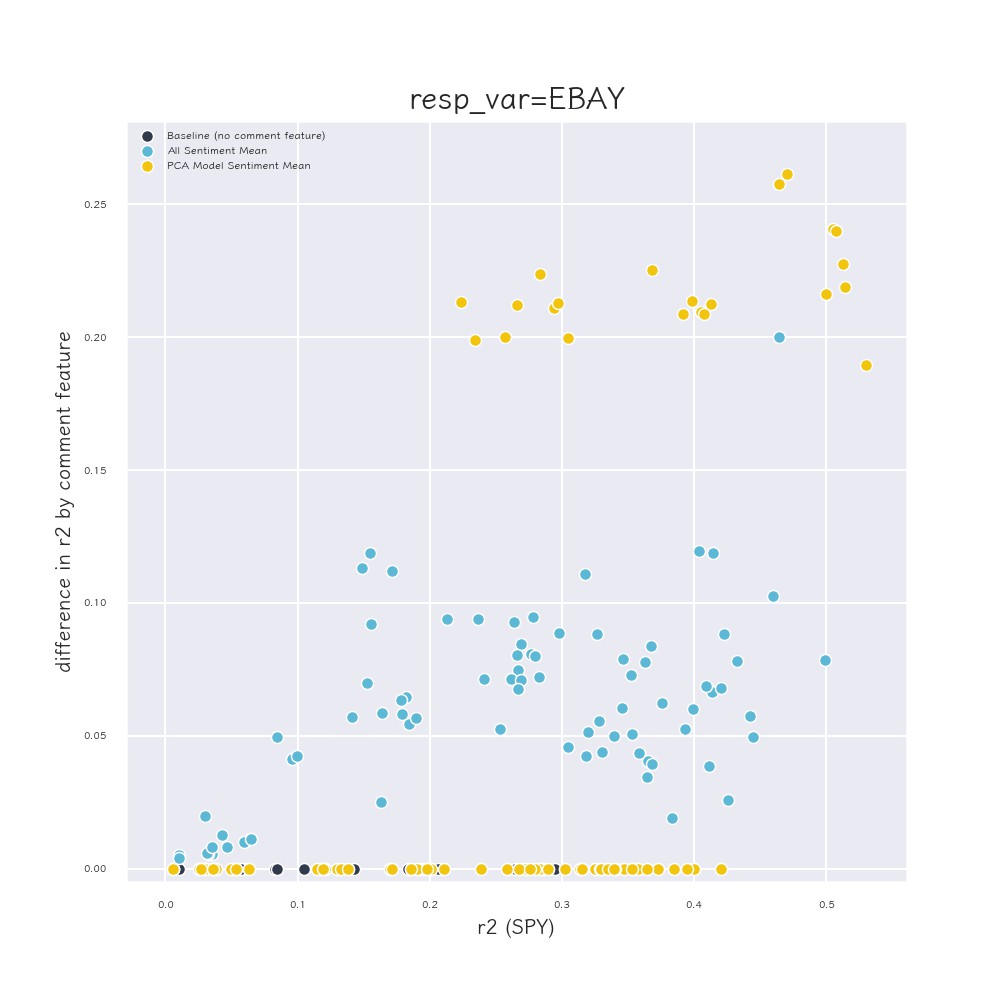 resp_var=EBAY
Baseline (no comment feature)
All Sentiment Mean
PCA Model Sentiment Mean
difference in r2 by comment feature
0.25
0.20
0.15
0.10
0.05
0.00
0.0 0.1 0.2 0.3 0.4 0.5
r2 (SPY)